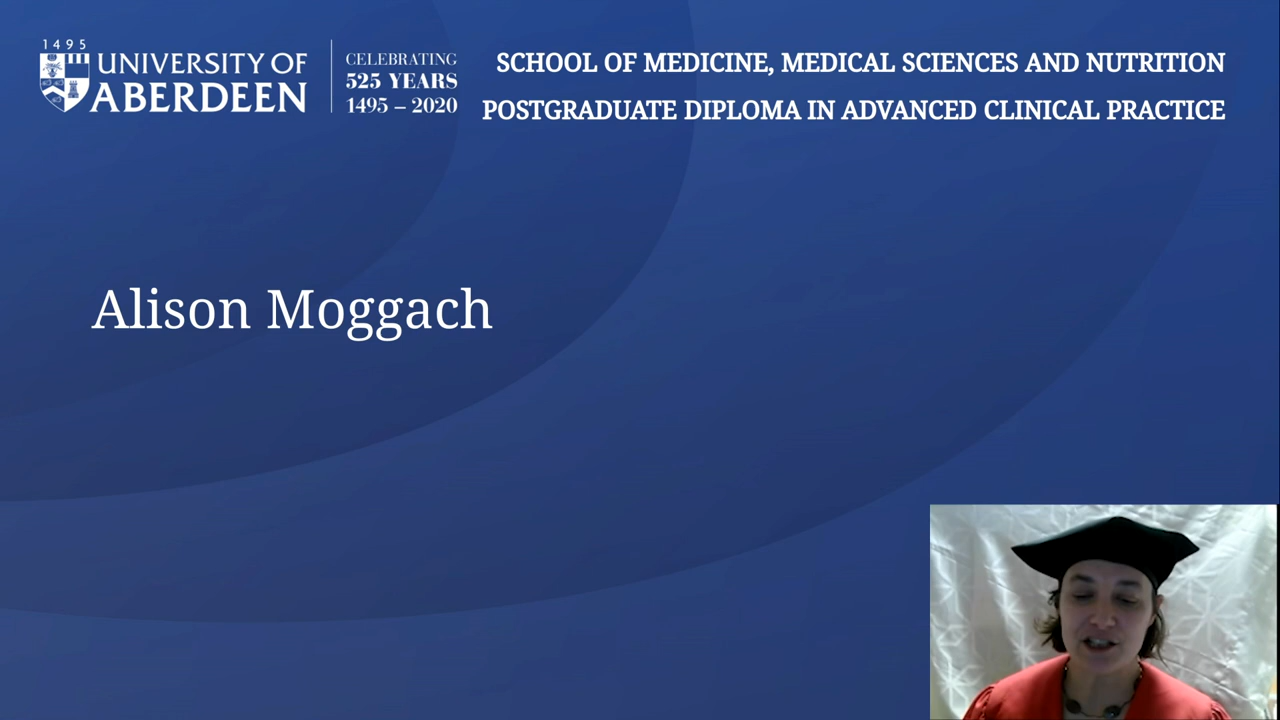 1495
UNIVERSITY OF
ABERDEEN
CELEBRATING
525 YEARS
1495 – 2020
SCHOOL OF MEDICINE, MEDICAL SCIENCES AND NUTRITION
POSTGRADUATE DIPLOMA IN ADVANCED CLINICAL PRACTICE
Alison Moggach